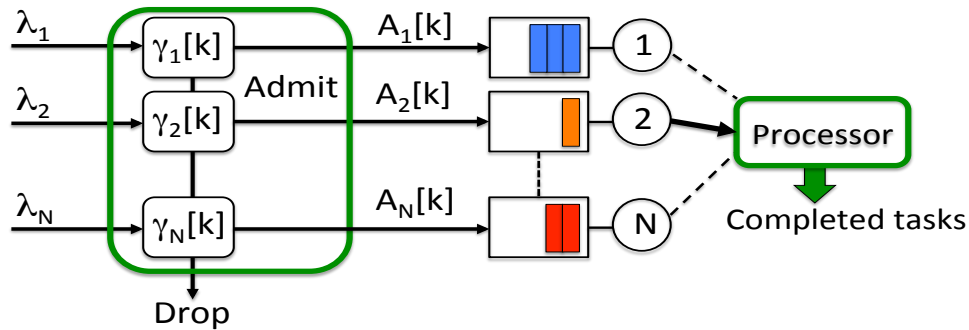 λ₁ γ₁[k] A₁[k] 1
Admit
λ₂ γ₂[k] A₂[k] 2
Processor
λN γN[k] AN[k] N
Completed tasks
Drop